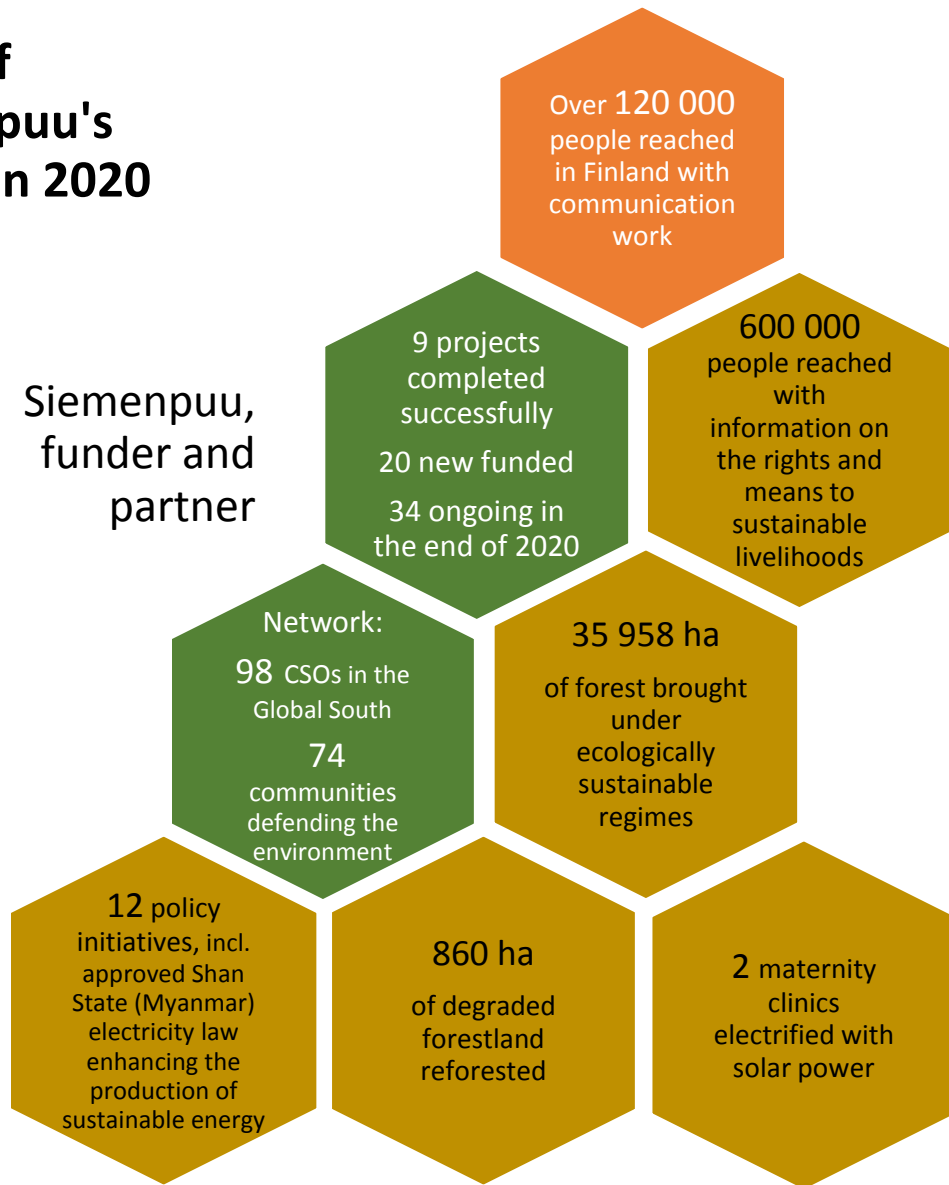 f
puu's
n 2020
Over 120 000
people reached
in Finland with
communication
work
Siemenpuu,
funder and
partner
9 projects
completed
successfully
20 new funded
34 ongoing in
the end of 2020
600 000
people reached
with
information on
the rights and
means to
sustainable
livelihoods
Network:
98 CSOs in the
Global South
74
communities
defending the
environment
35 958 ha
of forest brought
under
ecologically
sustainable
regimes
12 policy
initiatives, incl.
approved Shan
State (Myanmar)
electricity law
enhancing the
production of
sustainable energy
860 ha
of degraded
forestland
reforested
2 maternity
clinics
electrified with
solar power